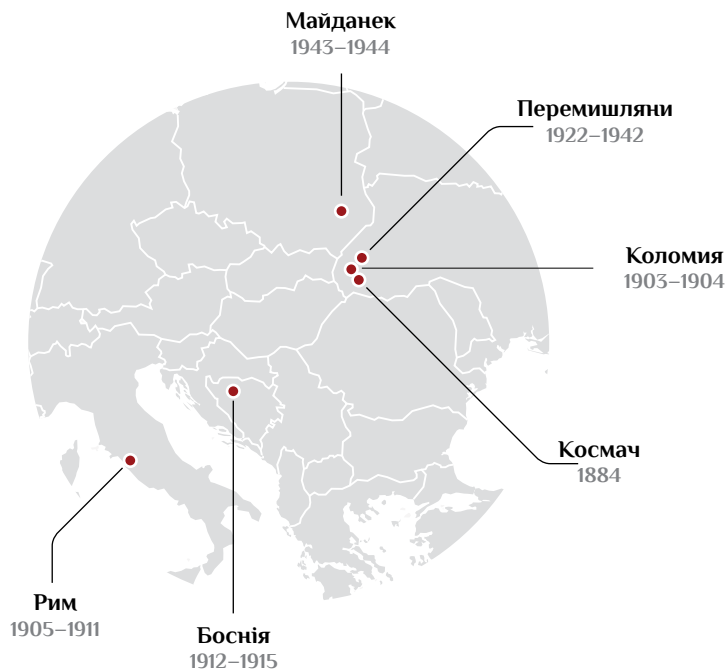 Майданек
1943–1944
Перемишляни
1922–1942
Коломия
1903–1904
Космач
1884
Рим
1905–1911
Боснія
1912–1915